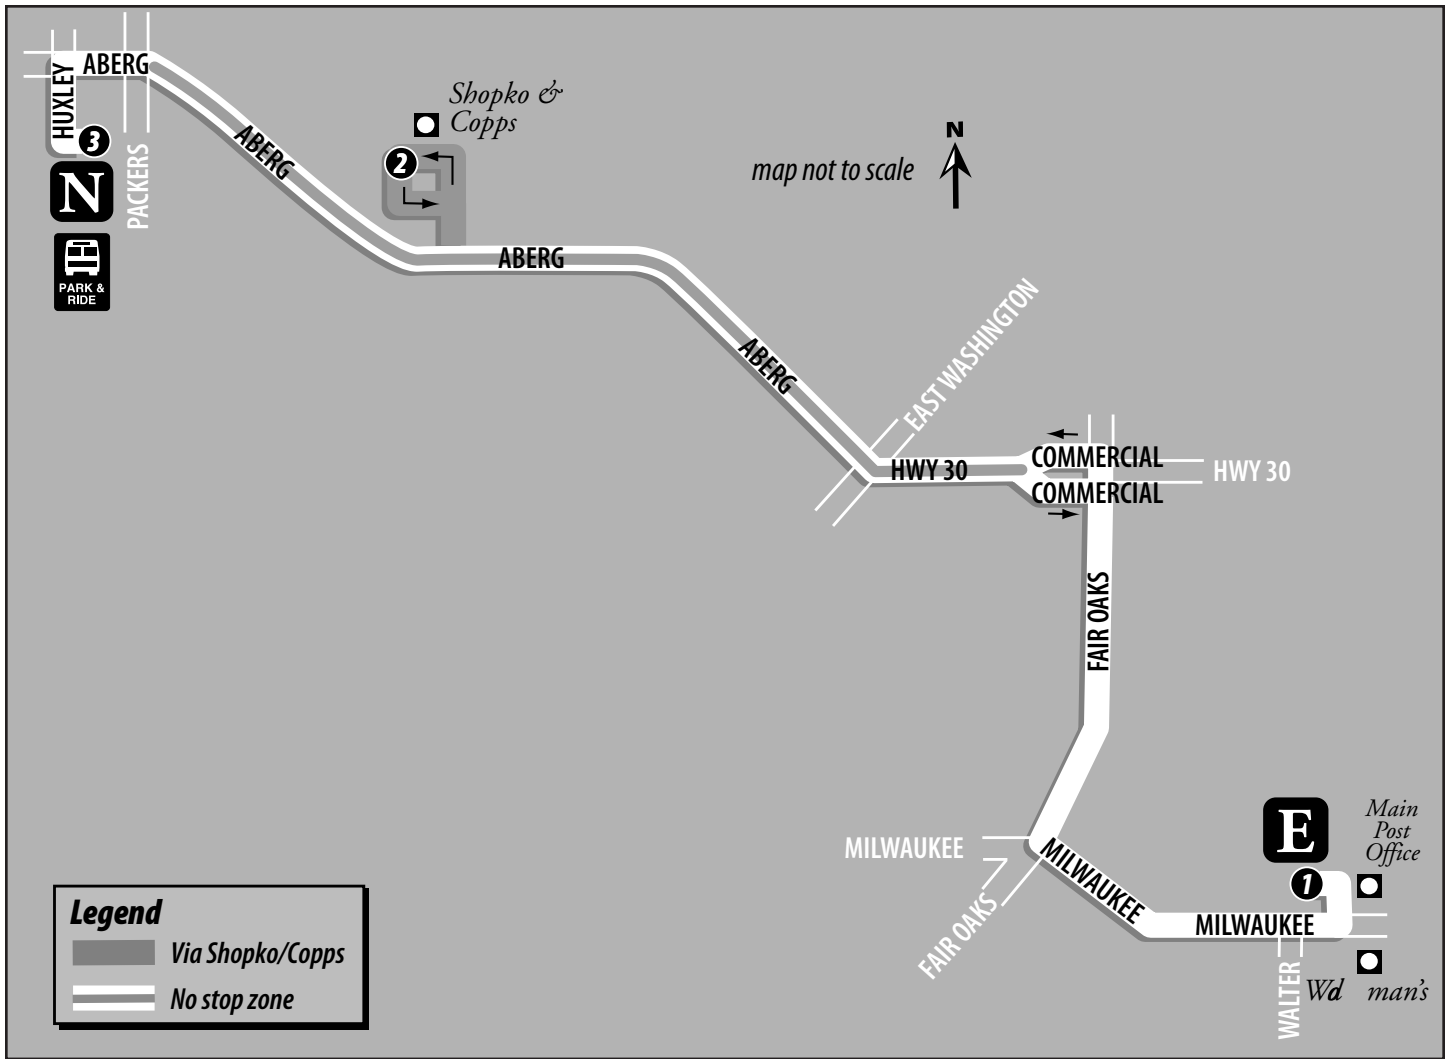 ABERG
HUXLEY
3
N
PARK &
RIDE
PACKERS
ABERG
Shopko &
Copps
2
map not to scale
N
ABERG
ABERG
EAST WASHINGTON
HWY 30
COMMERCIAL
COMMERCIAL
HWY 30
FAIR OAKS
MILWAUKEE
FAIR OAKS
MILWAUKEE
MILWAUKEE
E
1
Main
Post
Office
WALTER
Wd man's
Legend
Via Shopko/Copps
No stop zone